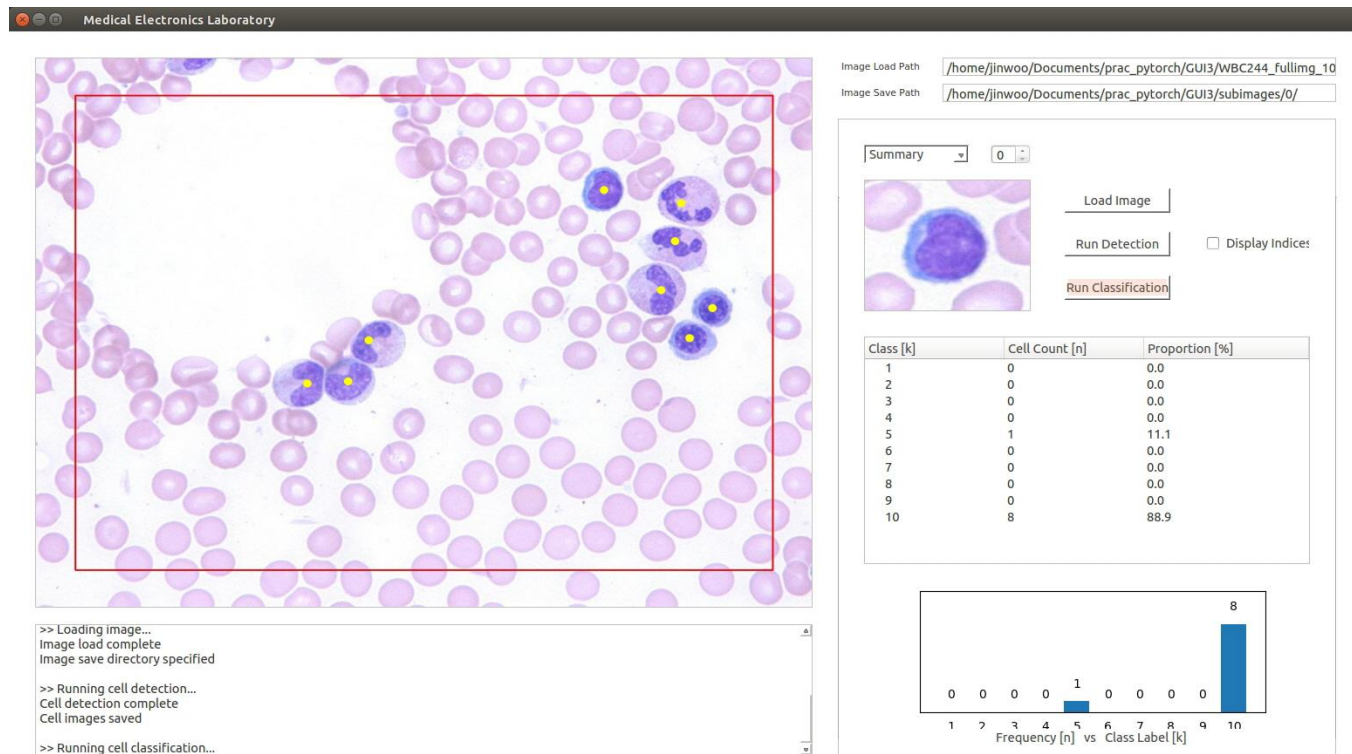 Medical Electronics Laboratory
Image Load Path /home/jinwoo/Documents/prac_pytorch/GUI3/WBC244_fullimg_10
Image Save Path /home/jinwoo/Documents/prac_pytorch/GUI3/subimages/0/
Summary 0
Load Image
Run Detection Display Indices
Run Classification
Class [k] Cell Count [n] Proportion [%]
1 0 0.0
2 0 0.0
3 0 0.0
4 0 0.0
5 1 11.1
6 0 0.0
7 0 0.0
8 0 0.0
9 0 0.0
10 8 88.9
>> Loading image...
Image load complete
Image save directory specified
>> Running cell detection...
Cell detection complete
Cell images saved
>> Running cell classification...
8
0 0 0 0 1 0 0 0 0
1 2 3 4 5 6 7 8 9 10
Frequency [n] vs Class Label [k]